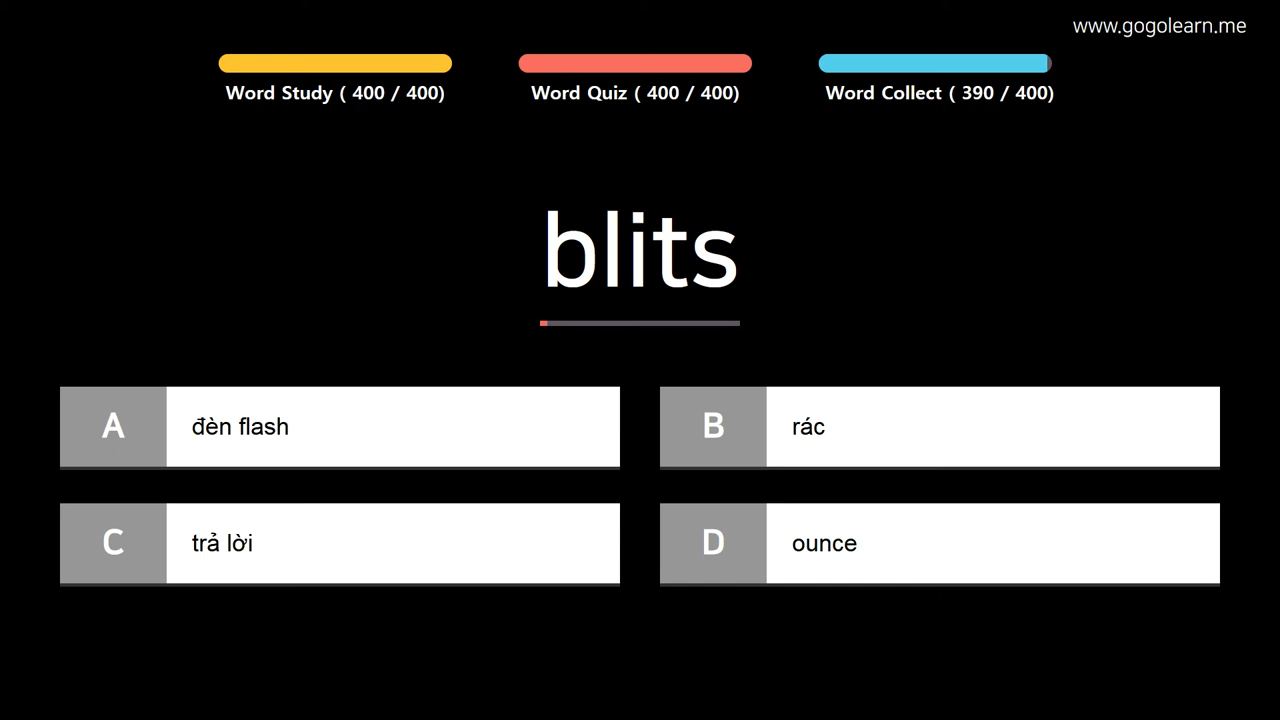 www.gogolearn.me
Word Study ( 400 / 400)
Word Quiz ( 400 / 400)
Word Collect ( 390 / 400)
blits
A đèn flash
B rác
C trả lời
D ounce